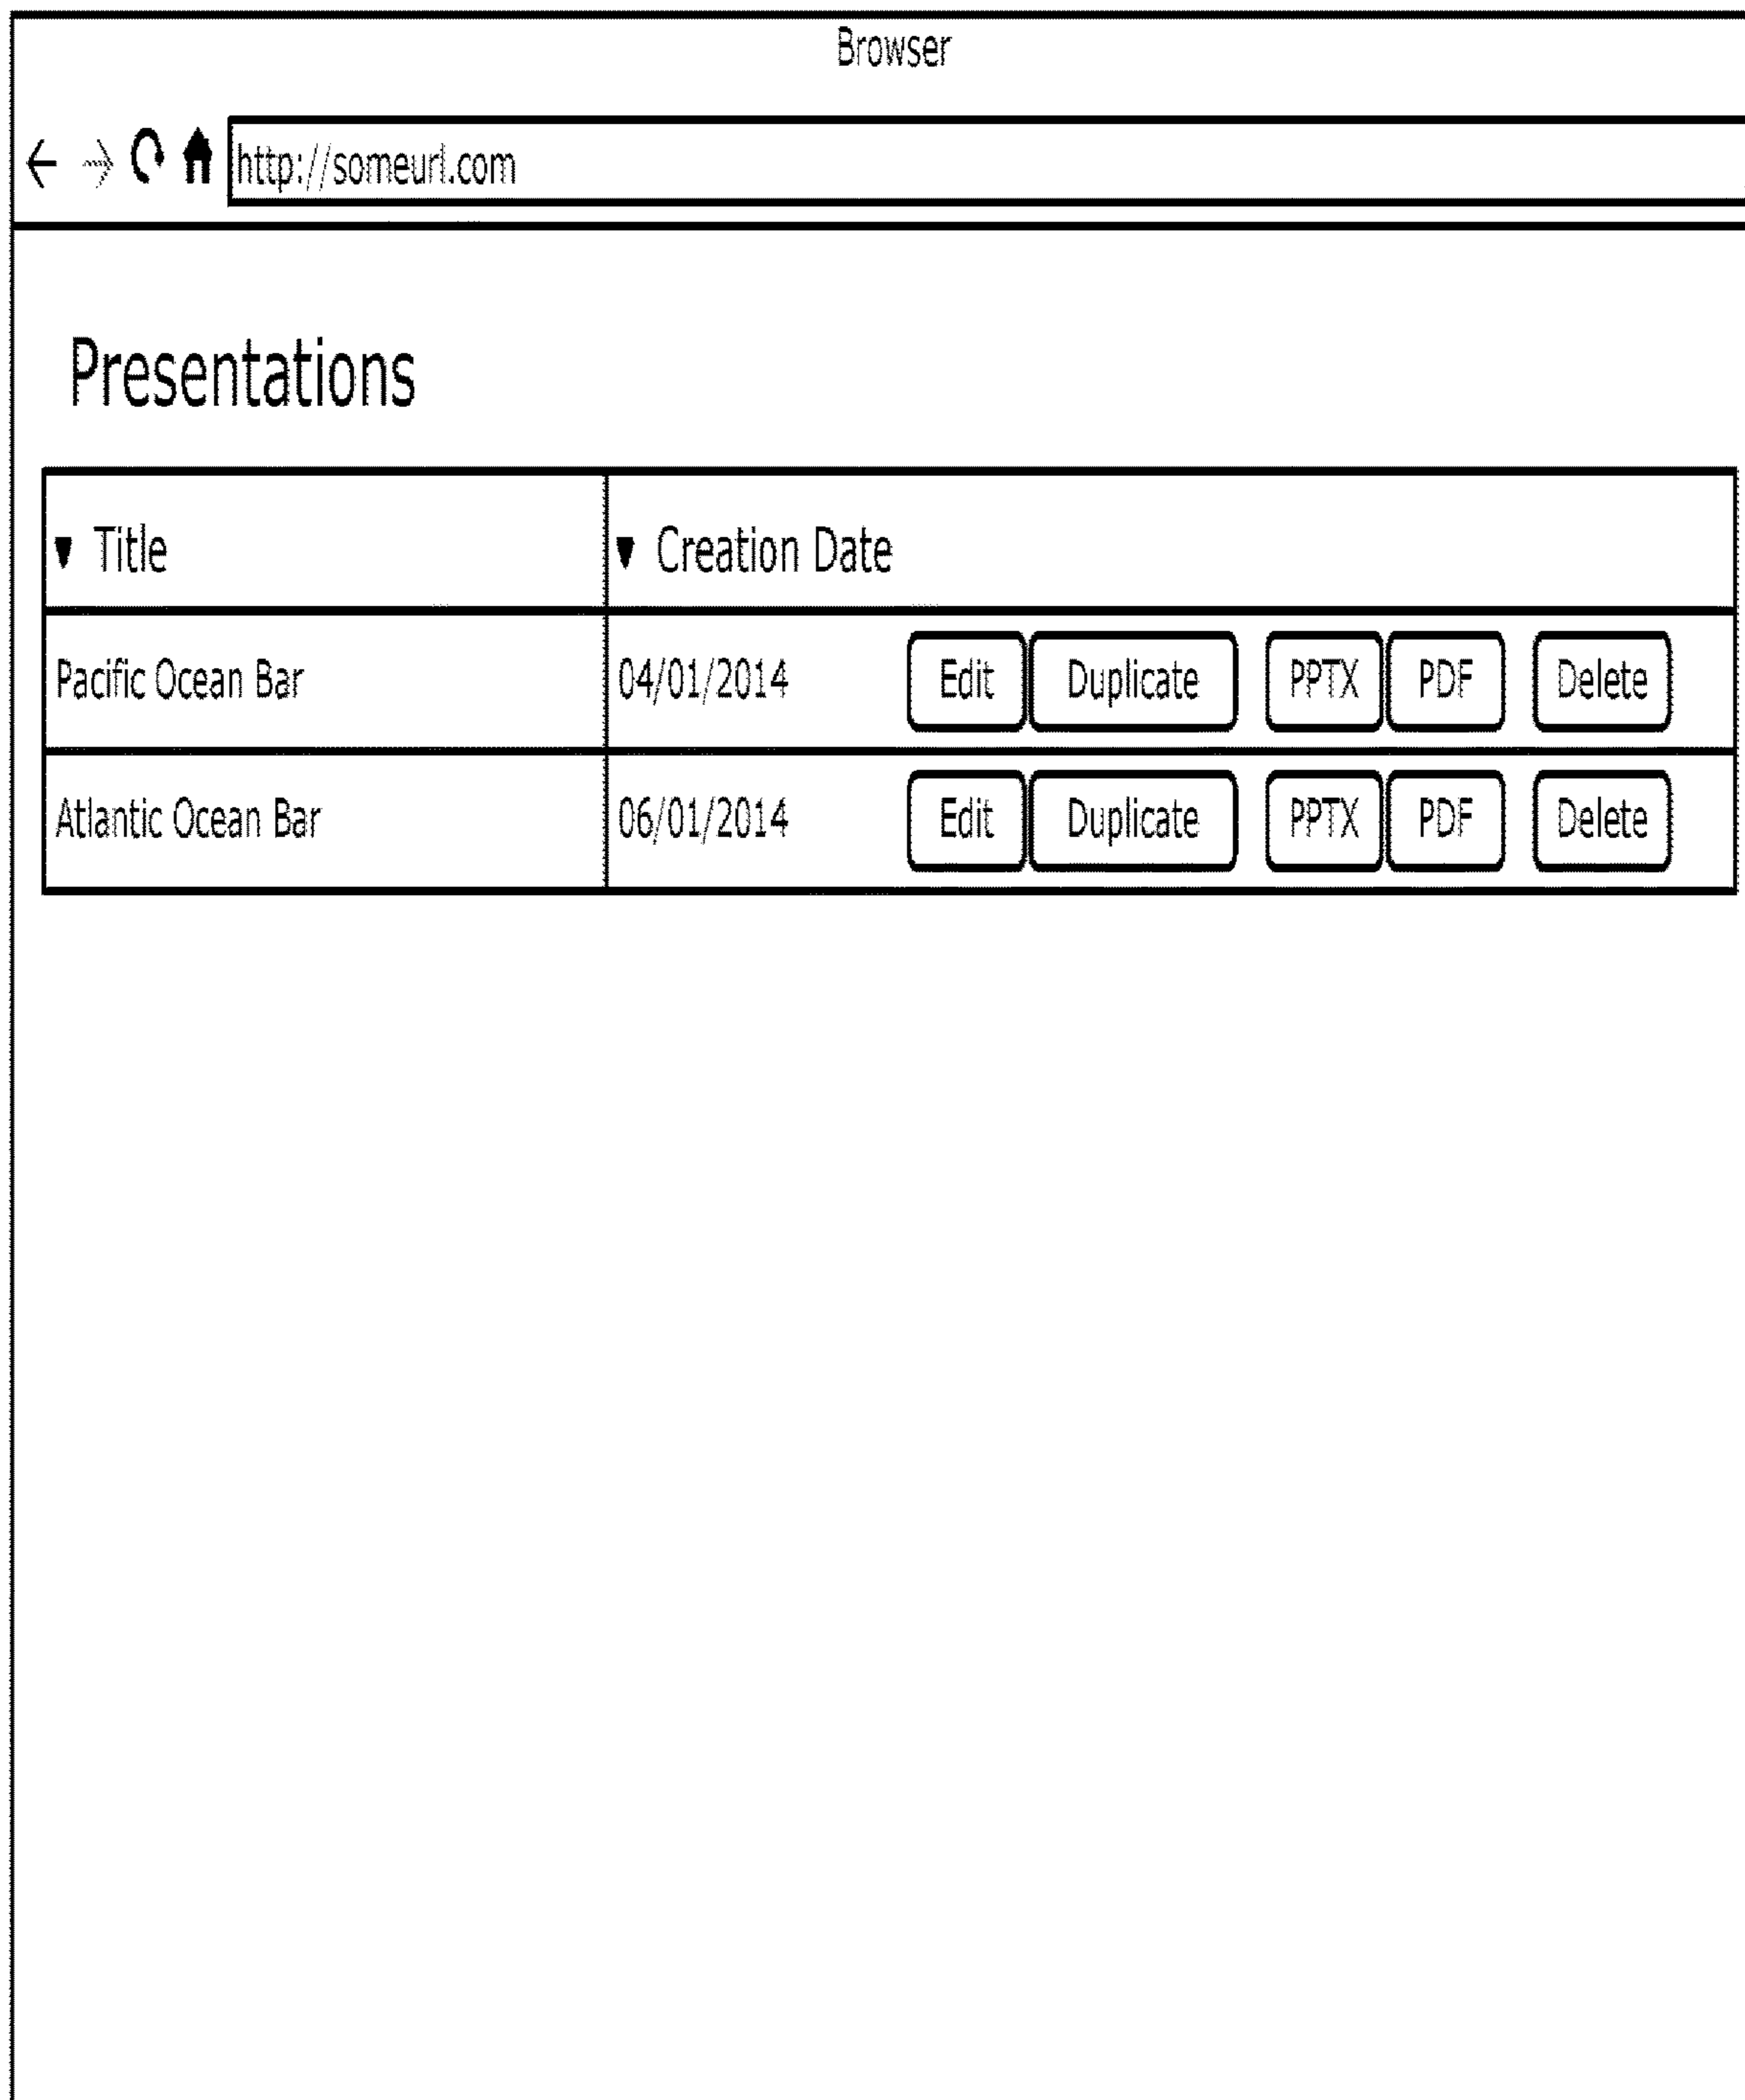 Browser
http://someurl.com
Presentations
▼ Title ▼ Creation Date
Pacific Ocean Bar 04/01/2014 Edit Duplicate PPTX PDF Delete
Atlantic Ocean Bar 06/01/2014 Edit Duplicate PPTX PDF Delete